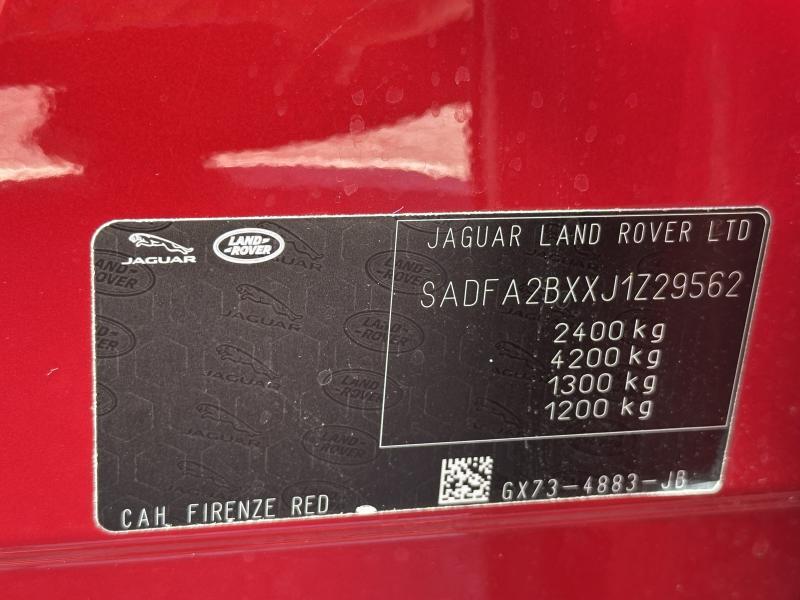 JAGUAR
LAND ROVER
JAGUAR LAND ROVER LTD
SADFA2BXXJ1Z29562
2400 kg
4200 kg
1300 kg
1200 kg
GX73-4883-JB
CAH FIRENZE RED